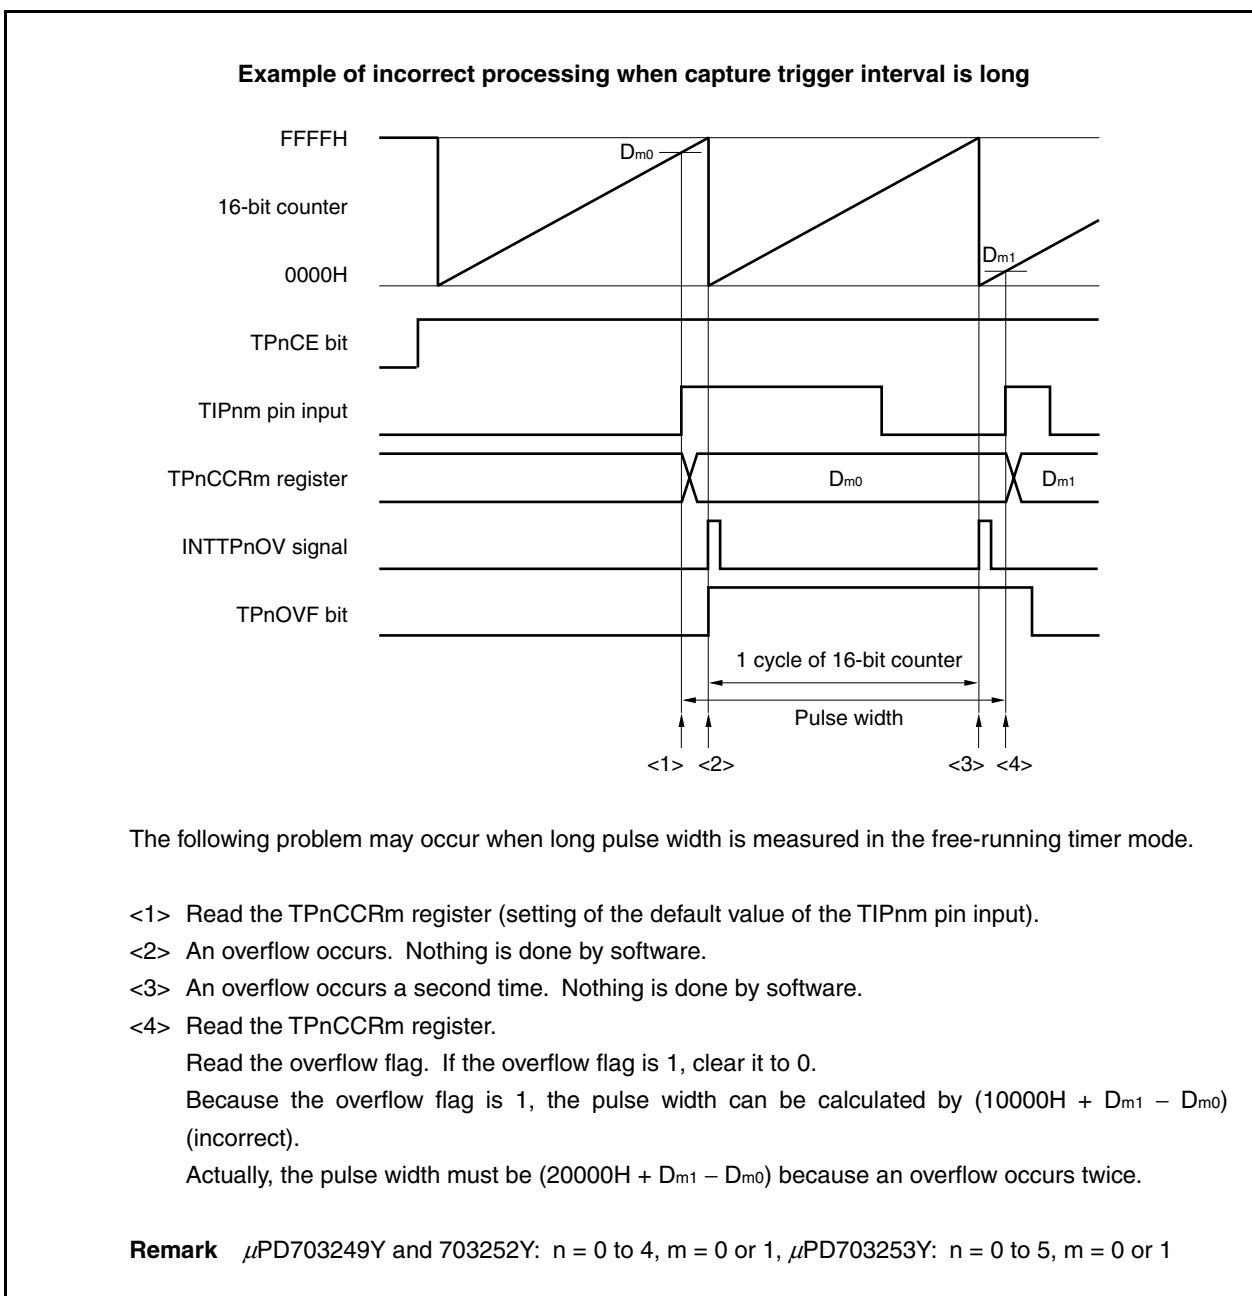 Example of incorrect processing when capture trigger interval is long
FFFFH
Dm0
16-bit counter
Dm1
0000H
TPnCE bit
TIPnm pin input
TPnCCRm register
Dm0
Dm1
INTTPnOV signal
TPnOVF bit
1 cycle of 16-bit counter
Pulse width
<1> <2> <3> <4>
The following problem may occur when long pulse width is measured in the free-running timer mode.
<1> Read the TPnCCRm register (setting of the default value of the TIPnm pin input).
<2> An overflow occurs. Nothing is done by software.
<3> An overflow occurs a second time. Nothing is done by software.
<4> Read the TPnCCRm register.
Read the overflow flag. If the overflow flag is 1, clear it to 0.
Because the overflow flag is 1, the pulse width can be calculated by (10000H + Dm1 – Dm0)
(incorrect).
Actually, the pulse width must be (20000H + Dm1 – Dm0) because an overflow occurs twice.
Remark μPD703249Y and 703252Y: n = 0 to 4, m = 0 or 1, μPD703253Y: n = 0 to 5, m = 0 or 1